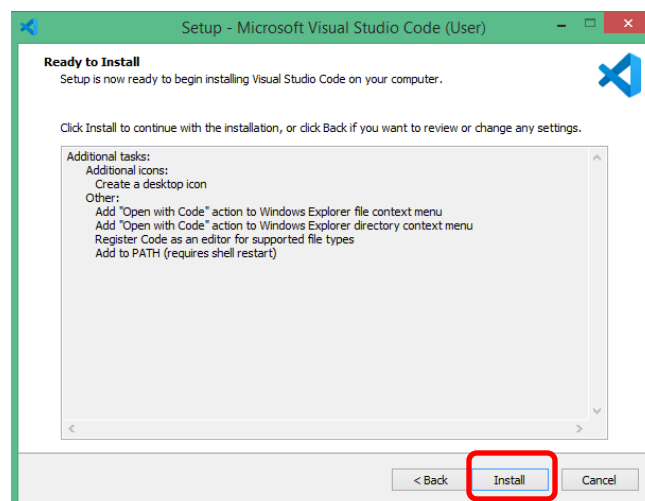 Setup - Microsoft Visual Studio Code (User)
Ready to Install
Setup is now ready to begin installing Visual Studio Code on your computer.
Click Install to continue with the installation, or click Back if you want to review or change any settings.
Additional tasks:
Additional icons:
Create a desktop icon
Other:
Add "Open with Code" action to Windows Explorer file context menu
Add "Open with Code" action to Windows Explorer directory context menu
Register Code as an editor for supported file types
Add to PATH (requires shell restart)
< Back Install Cancel